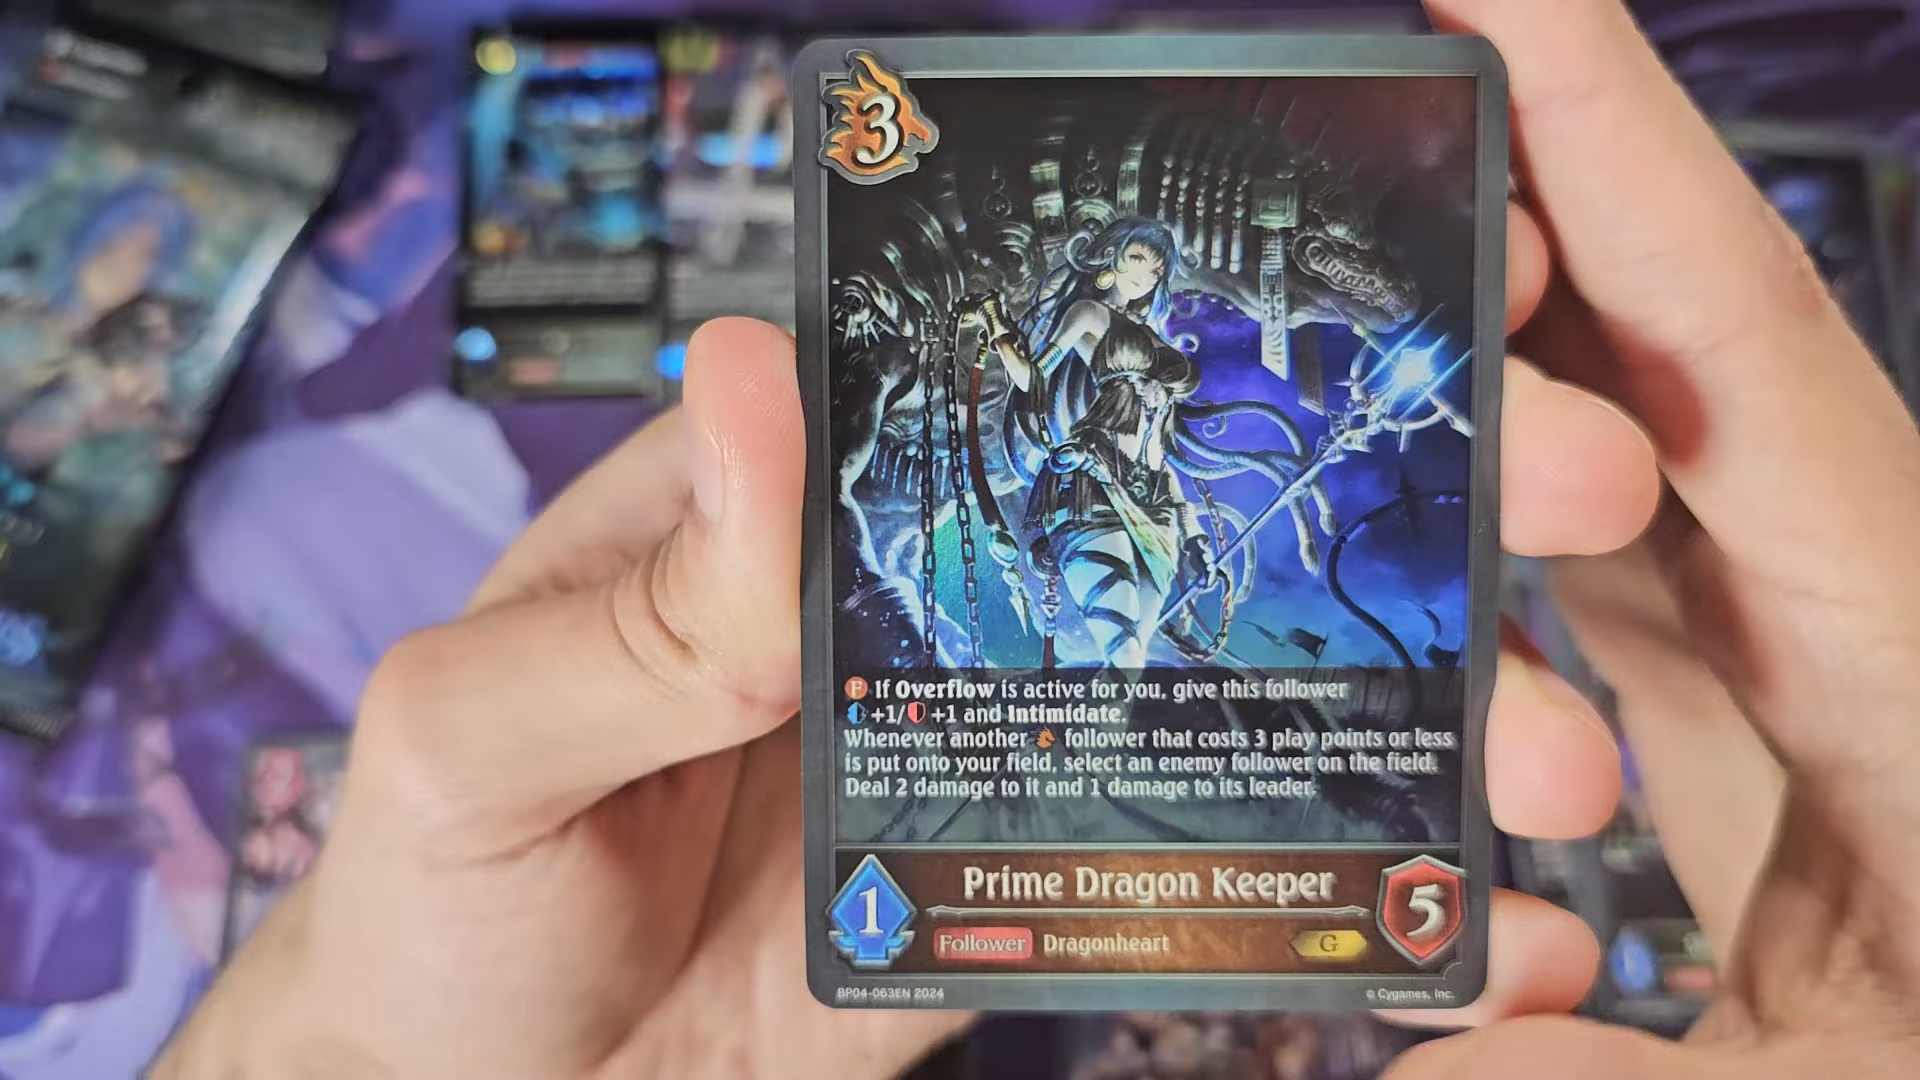 3
F If Overflow is active for you, give this follower
+1/ +1 and Intimidate.
Whenever another follower that costs 3 play points or less
is put onto your field, select an enemy follower on the field.
Deal 2 damage to it and 1 damage to its leader.
1
Prime Dragon Keeper
5
Follower Dragonheart G
BP04-063EN 2024
© Cygames, Inc.